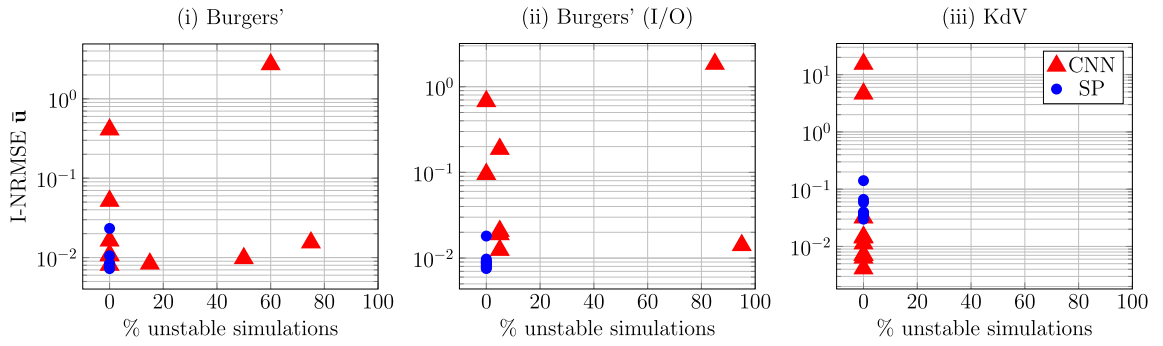 (i) Burgers' (ii) Burgers' (I/O) (iii) KdV
I-NRMSE ū
10^0
10^-1
10^-2
0 20 40 60 80 100
% unstable simulations
10^0
10^-1
10^-2
0 20 40 60 80 100
% unstable simulations
10^1
10^0
10^-1
10^-2
CNN
SP
0 20 40 60 80 100
% unstable simulations